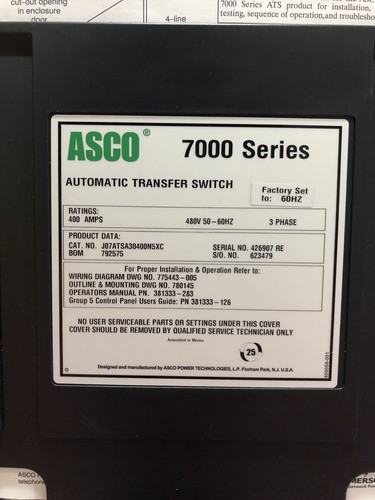 cut-out opening
in enclosure
door
4-line
7000 Series ATS product for installation,
testing, sequence of operation,and troublesho
ASCO® 7000 Series
AUTOMATIC TRANSFER SWITCH
Factory Set
to: 60HZ
RATINGS:
400 AMPS 480V 50-60HZ 3 PHASE
PRODUCT DATA:
CAT. NO. J07ATSA30400N5XC SERIAL NO. 426907 RE
BOM 792575 S/O. NO. 623479
For Proper Installation & Operation Refer to:
WIRING DIAGRAM DWG NO. 775443-005
OUTLINE & MOUNTING DWG NO. 780145
OPERATORS MANUAL PN. 381333-283
Group 5 Control Panel Users Guide: PN 381333-126
NO USER SERVICEABLE PARTS OR SETTINGS UNDER THIS COVER
COVER SHOULD BE REMOVED BY QUALIFIED SERVICE TECHNICIAN ONLY
Assembled in Mexico
25
Designed and manufactured by ASCO POWER TECHNOLOGIES, L.P. Florham Park, N.J. U.S.A.
ASCO
telephon
MERS